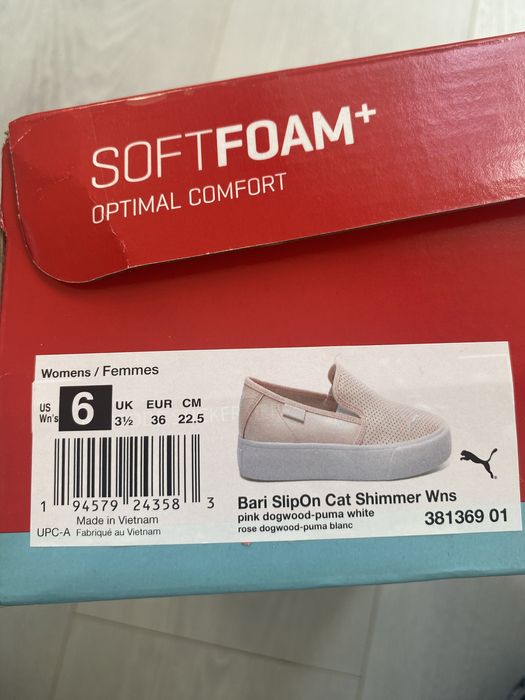 SOFTFOAM+
OPTIMAL COMFORT
Womens / Femmes
US Wn's 6 UK 3½ EUR 36 CM 22.5
1 94579 24358 3
Made in Vietnam
UPC-A Fabriqué au Vietnam
Bari SlipOn Cat Shimmer Wns
pink dogwood-puma white
rose dogwood-puma blanc
381369 01